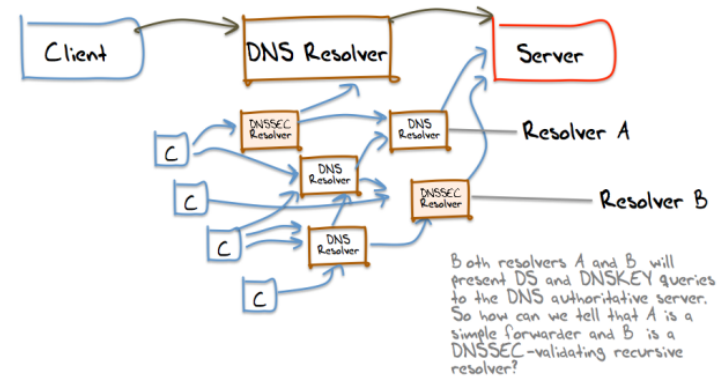 Client
DNS Resolver
Server
DNSSEC
Resolver
DNS
Resolver
Resolver A
C
DNS
Resolver
C
DNSSEC
Resolver
Resolver B
C
DNS
Resolver
C
Both resolvers A and B will
present DS and DNSKEY queries
to the DNS authoritative server.
So how can we tell that A is a
simple forwarder and B is a
DNSSEC-validating recursive
resolver?